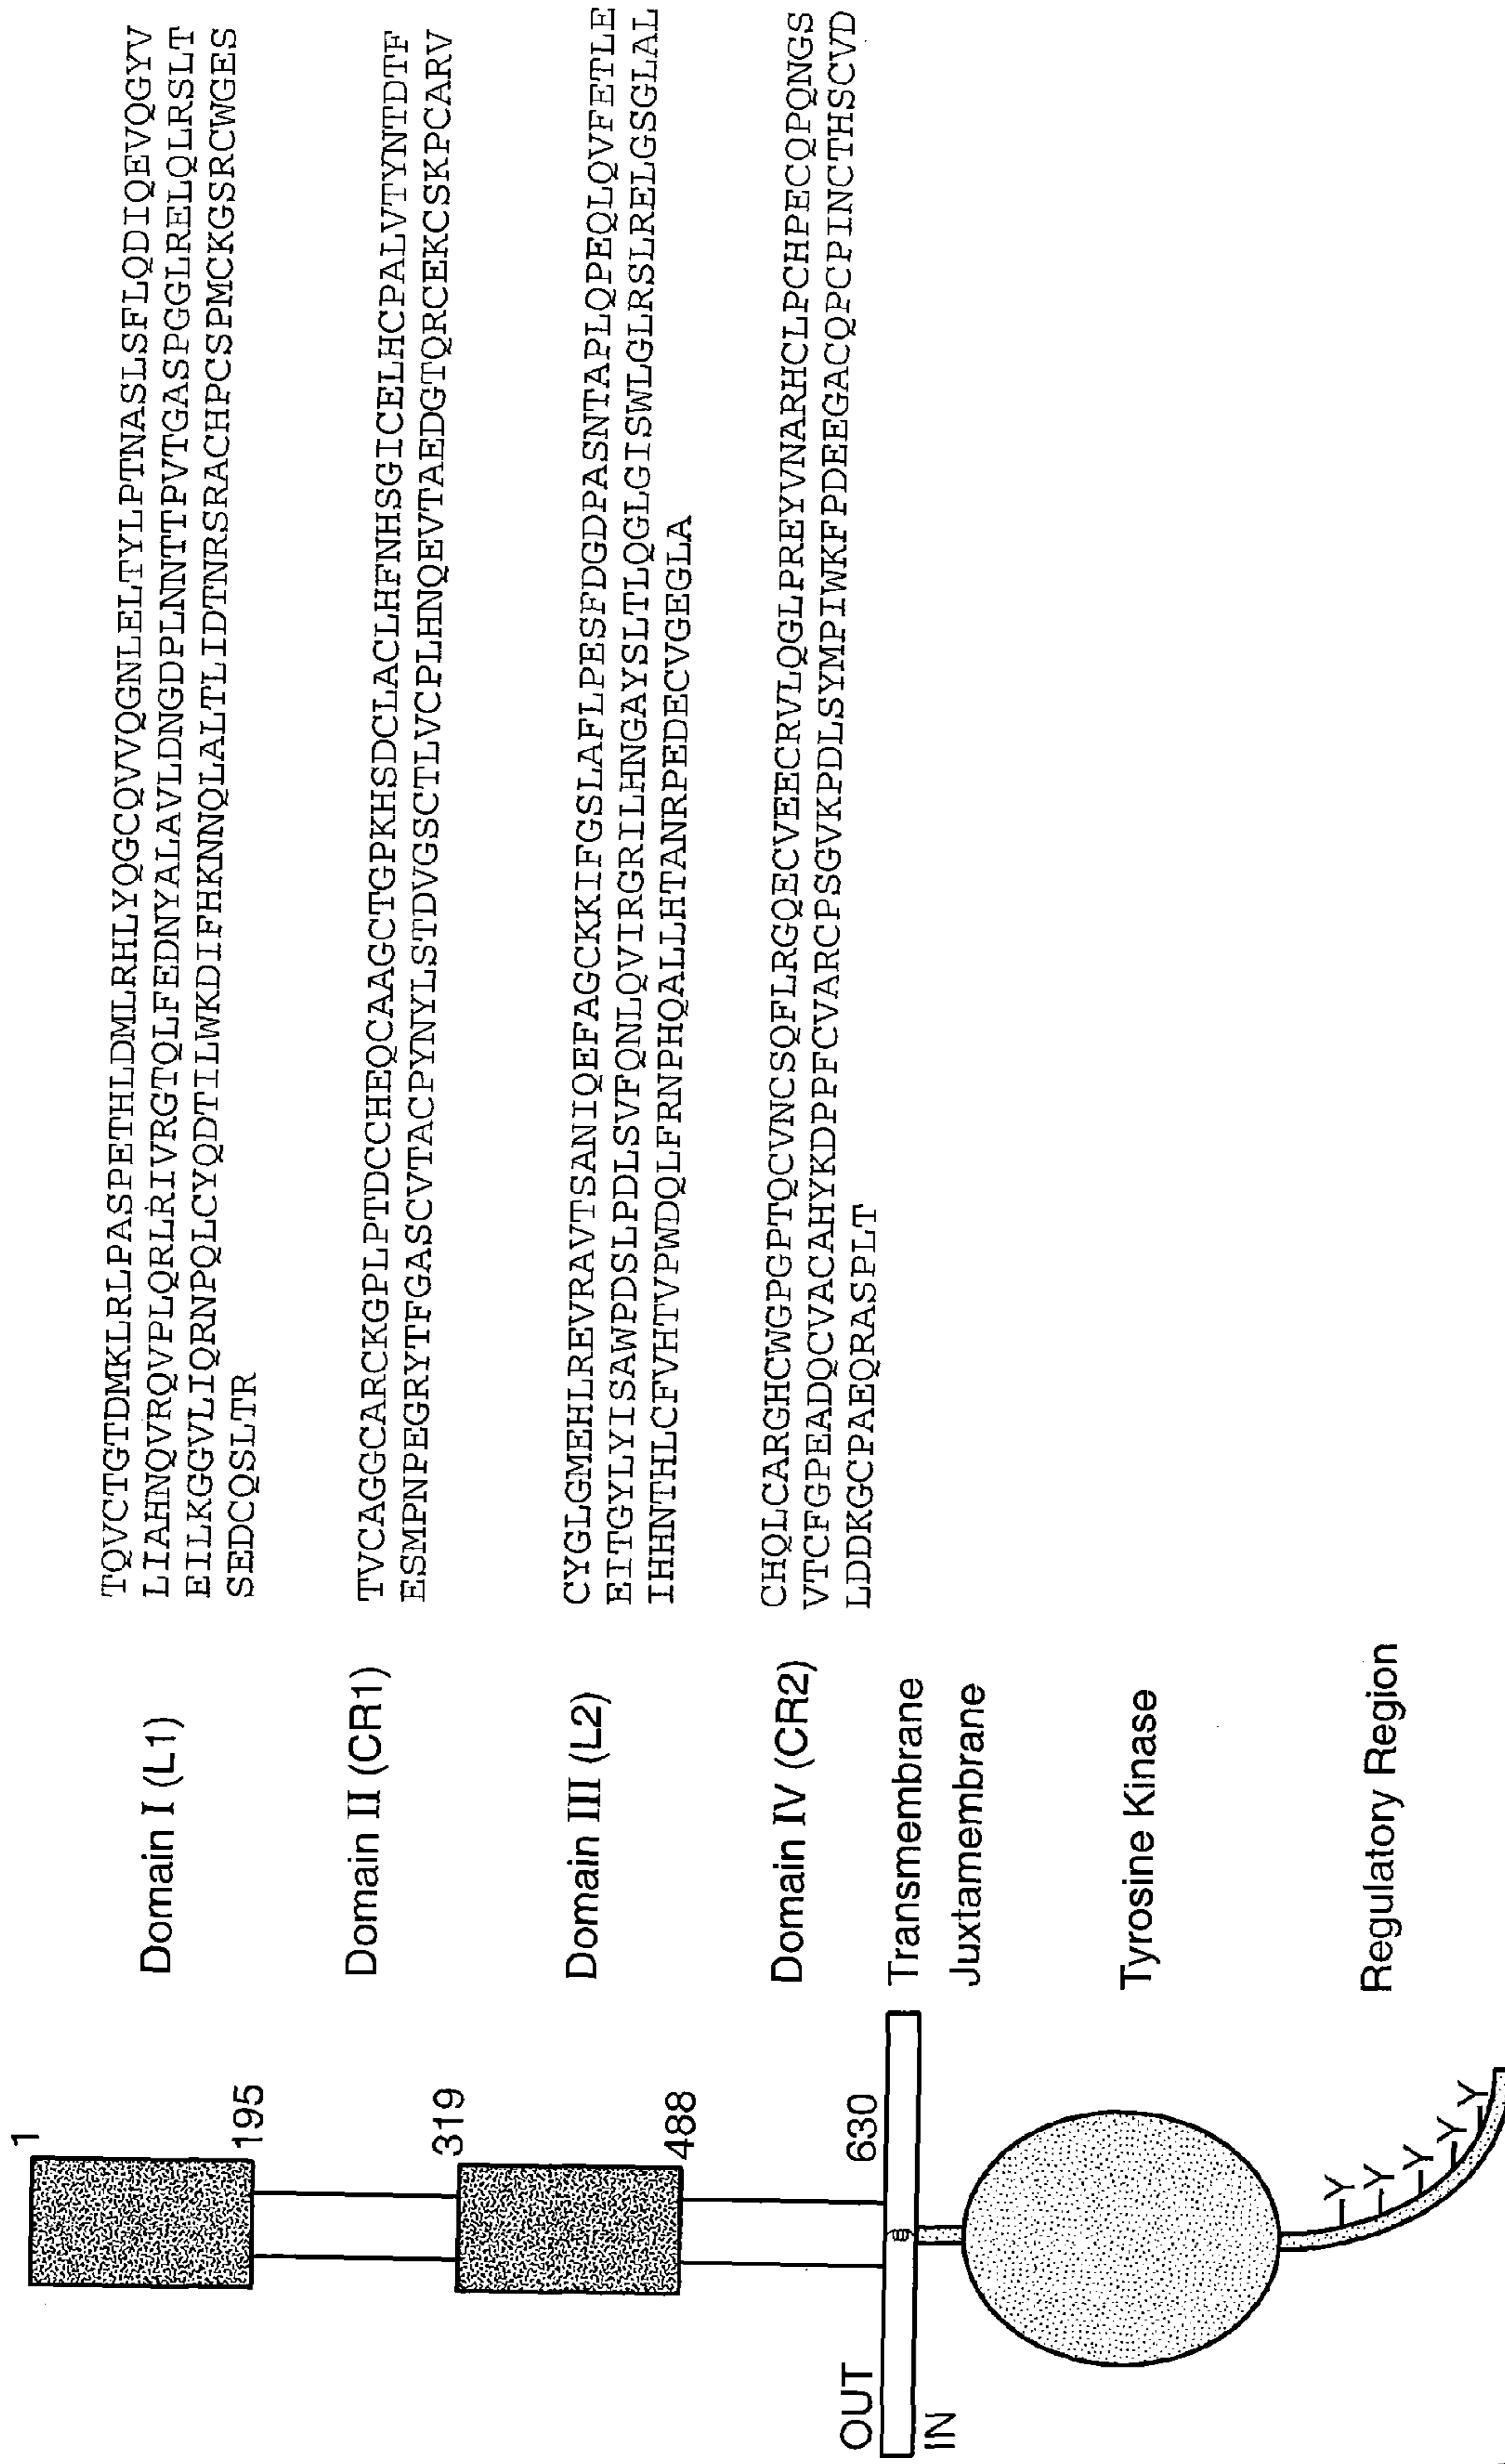 1
195
319
488
630
OUT
IN
Y
Y
Y
Y
Y
Domain I (L1)
TQVCTGTDMKLRLPASPETHLDMLRHLYQGCQVVQGNLELTYLPTNASLSFLQDIQEVQGYV
LIAHNQVRQVPLQRLRIVRGTQLFEDNYALAVLDNGDPLNNTTPVTGASPGGLRELQLRSLT
EILKGGVLIQRNPQLCYQDTILWKDIFHKNNQLALTLIDTNRSRACHPCSPMCKGSRCWGES
SEDCQSLTR
Domain II (CR1)
TVCAGGCARCKGPLPTDCCHEQCAAGCTGPKHSDCLACLHFNHSGICELHCPALVTYNTDTF
ESMPNPEGRYTFGASCVTACPYNYLSTDVGSCTLVCPLHNQEVTAEDGTQRCEKCSKPCARV
Domain III (L2)
CYGLGMEHLREVRAVTSANIQEFAGCKKIFGSLAFLPESFDGDPASNTAPLQPEQLQVFETLE
EITGYLYISAWPDSLPDLSVFQNLQVIRGRILHNGAYSLTLQGLGISWLGLRSLRELGSGLAL
IHHNTHLCFVHTVPWDQLFRNPHQALLHTANRPEDECVGEGLA
Domain IV (CR2)
CHQLCARGHCWGPGPTQCVNCSQFLRGQECVEECRVLQGLPREYVNARHCLPCHPECQPQNGS
VTCFGPEADQCVACAHYKDPPFCVARCPSGVKPDLSYMPIWKFPDEEGACQPCPINCTHSCVD
LDDKGCPAEQRASPLT
Transmembrane
Juxtamembrane
Tyrosine Kinase
Regulatory Region